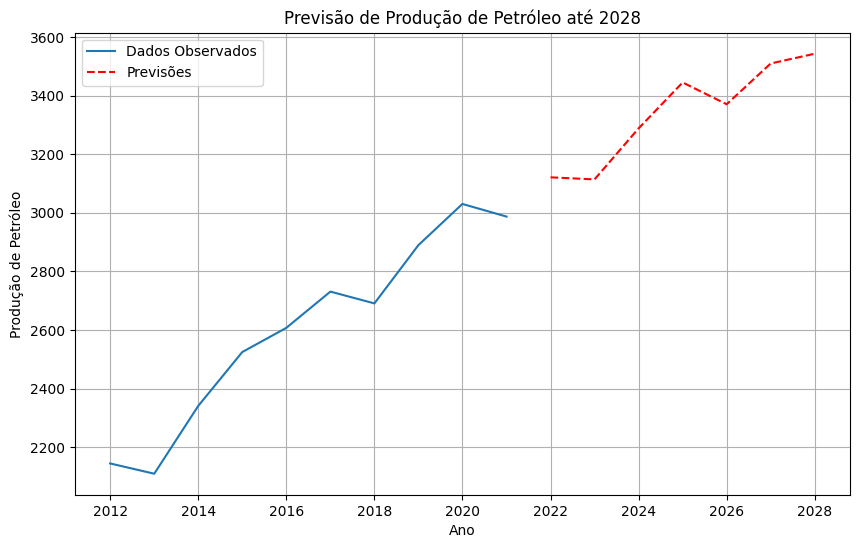 Previsão de Produção de Petróleo até 2028
Dados Observados
Previsões
Produção de Petróleo
3600
3400
3200
3000
2800
2600
2400
2200
2012 2014 2016 2018 2020 2022 2024 2026 2028
Ano